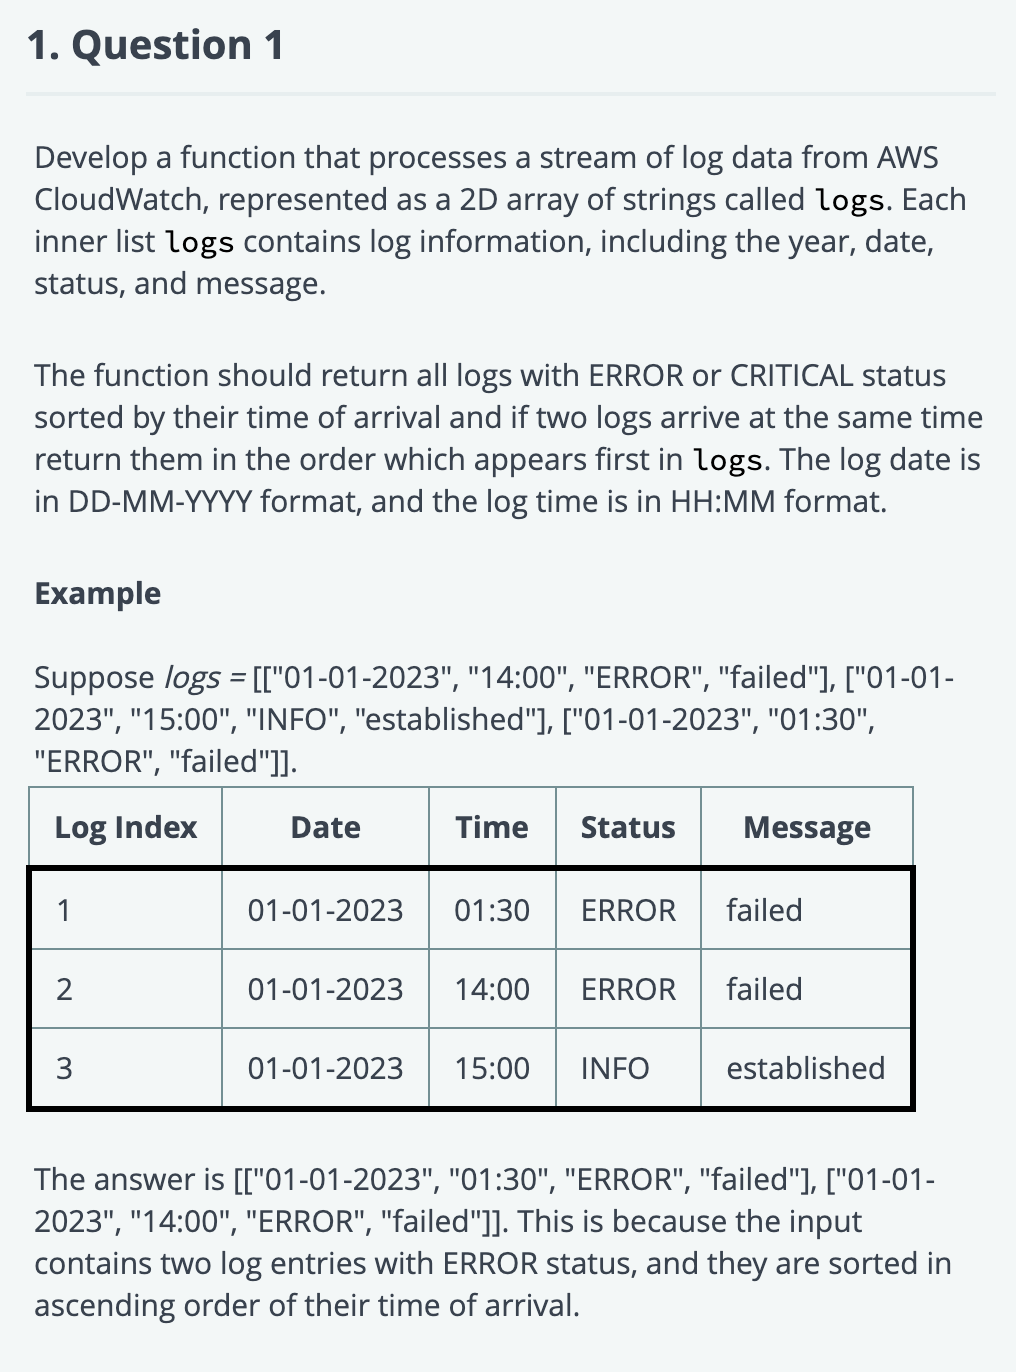 1. Question 1
Develop a function that processes a stream of log data from AWS
CloudWatch, represented as a 2D array of strings called logs. Each
inner list logs contains log information, including the year, date,
status, and message.
The function should return all logs with ERROR or CRITICAL status
sorted by their time of arrival and if two logs arrive at the same time
return them in the order which appears first in logs. The log date is
in DD-MM-YYYY format, and the log time is in HH:MM format.
Example
Suppose logs = [["01-01-2023", "14:00", "ERROR", "failed"], ["01-01-
2023", "15:00", "INFO", "established"], ["01-01-2023", "01:30",
"ERROR", "failed"]].
Log Index Date Time Status Message
1 01-01-2023 01:30 ERROR failed
2 01-01-2023 14:00 ERROR failed
3 01-01-2023 15:00 INFO established
The answer is [["01-01-2023", "01:30", "ERROR", "failed"], ["01-01-
2023", "14:00", "ERROR", "failed"]]. This is because the input
contains two log entries with ERROR status, and they are sorted in
ascending order of their time of arrival.